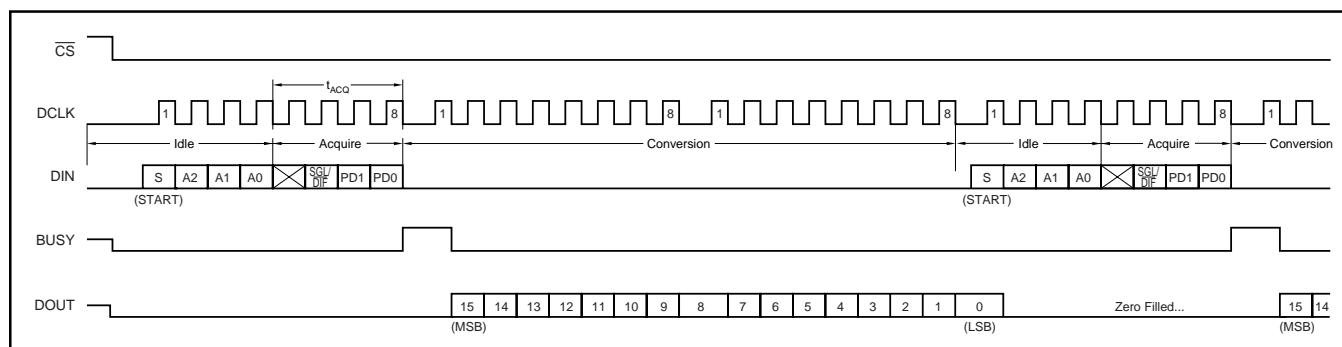 CS
tACQ
DCLK 1 8 1 8 1 8 1 8 1
Idle Acquire Conversion Idle Acquire Conversion
DIN S A2 A1 A0 SGL/DIF PD1 PD0 S A2 A1 A0 SGL/DIF PD1 PD0
(START) (START)
BUSY
DOUT 15 14 13 12 11 10 9 8 7 6 5 4 3 2 1 0 Zero Filled... 15 14
(MSB) (LSB) (MSB)